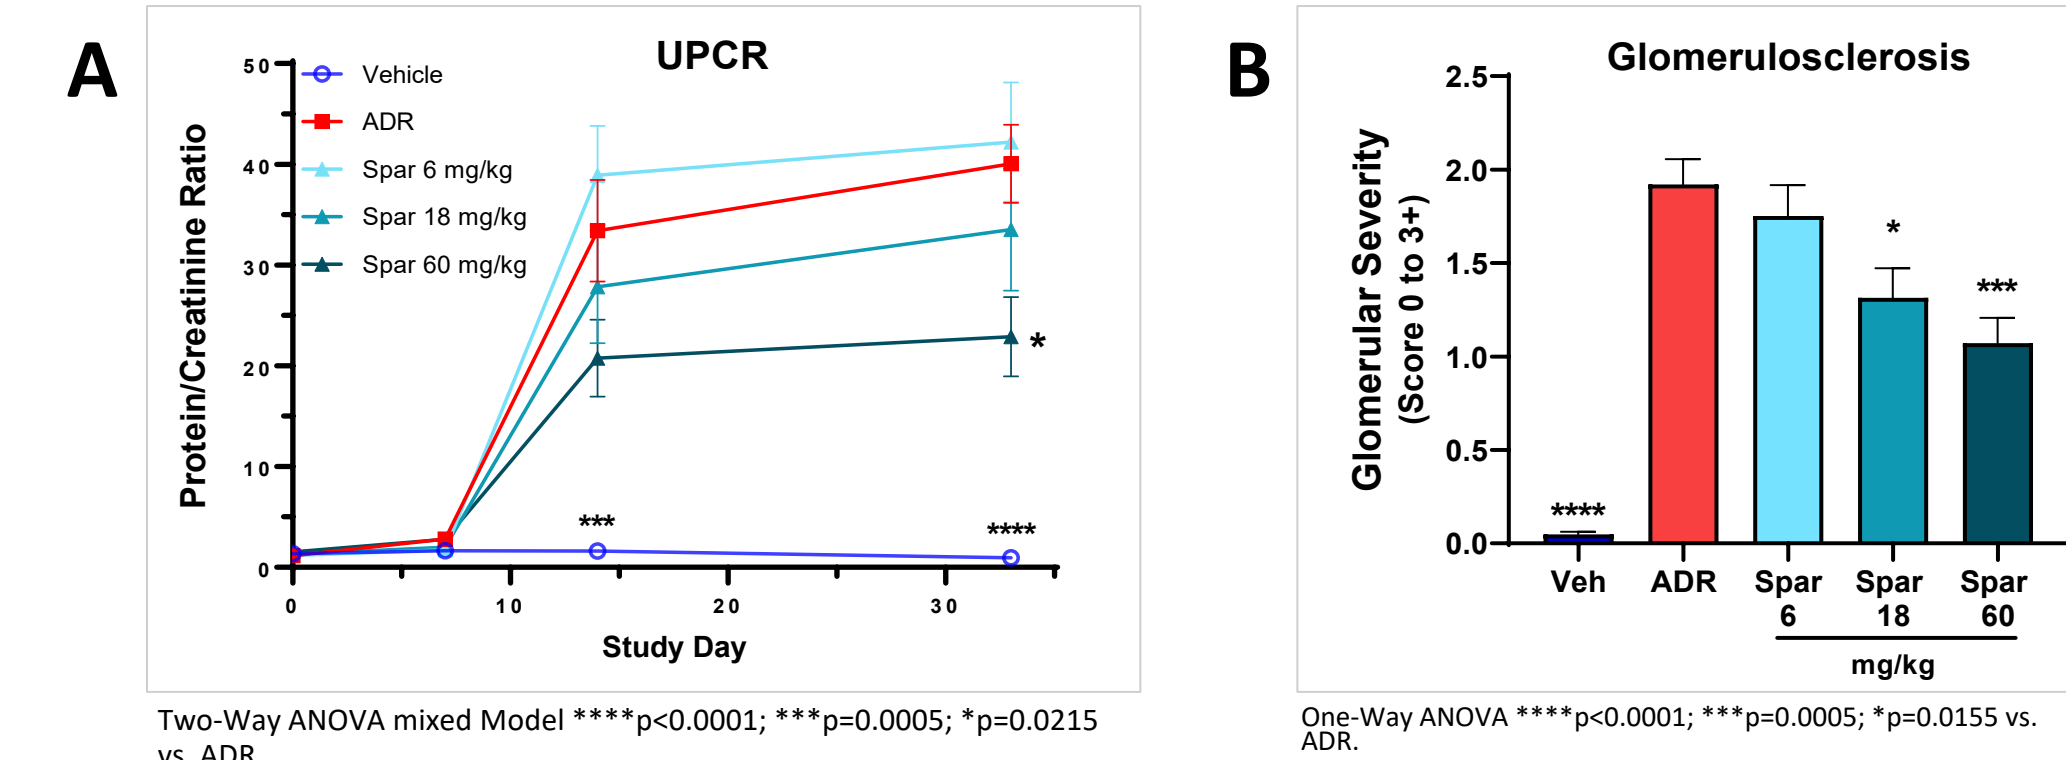 A
UPCR
50
40
30
20
10
0
Protein/Creatinine Ratio
Vehicle
ADR
Spar 6 mg/kg
Spar 18 mg/kg
Spar 60 mg/kg
***
****
*
0
10
20
30
Study Day
Two-Way ANOVA mixed Model ****p<0.0001; ***p=0.0005; *p=0.0215
vs. ADR
B
Glomerulosclerosis
Glomerular Severity
(Score 0 to 3+)
2.5
2.0
1.5
1.0
0.5
0.0
****
*
***
Veh
ADR
Spar
6
Spar
18
Spar
60
mg/kg
One-Way ANOVA ****p<0.0001; ***p=0.0005; *p=0.0155 vs.
ADR.